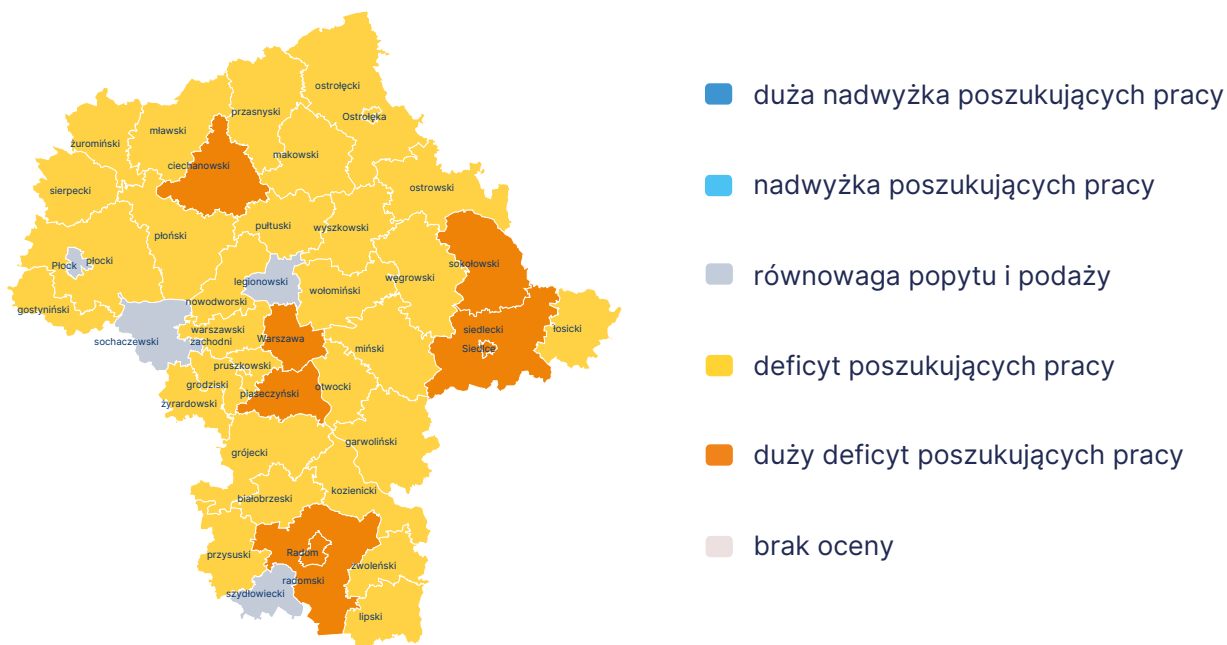 ostrołęcki
przasnyski
Ostrołęka
mławski
żuromiński
makowski
ciechanowski
sierpecki
ostrowski
pułtuski
wyszkowski
płoński
płocki
Płock
sokołowski
węgrowski
legionowski
wołomiński
nowodworski
gostyniński
warszawski
zachodni
siedlecki
łosicki
sochaczewski
Warszawa
miński
Siedlce
pruszkowski
grodziski
otwocki
piaseczyński
żyrardowski
garwoliński
grójecki
kozienicki
białobrzeski
przysuski
Radom
zwoleński
radomski
szydłowiecki
lipski
duża nadwyżka poszukujących pracy
nadwyżka poszukujących pracy
równowaga popytu i podaży
deficyt poszukujących pracy
duży deficyt poszukujących pracy
brak oceny